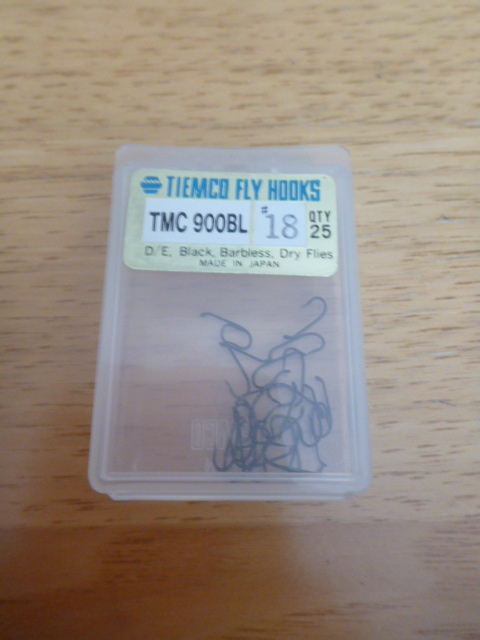 TIEMCO FLY HOOKS
TMC 900BL # 18 QTY 25
D/E, Black, Barbless, Dry Flies
MADE IN JAPAN